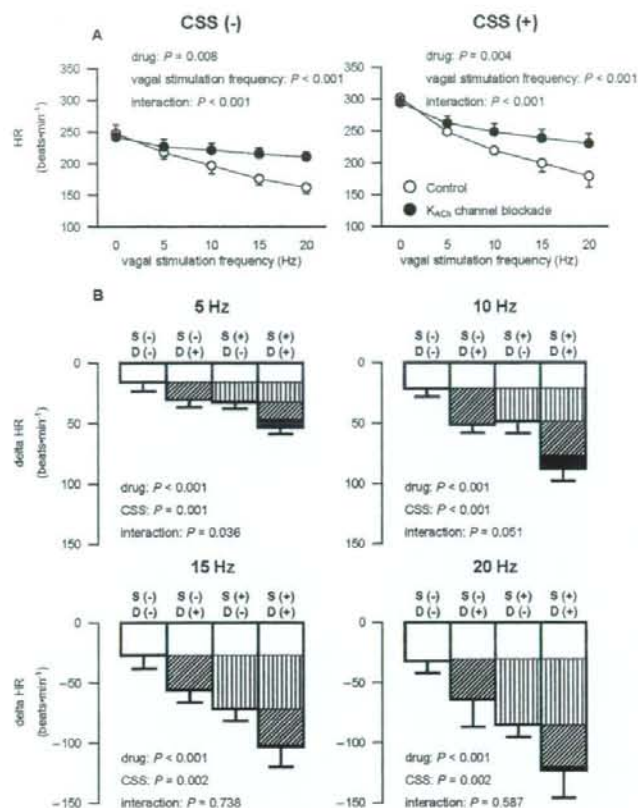 CSS (-)
CSS (+)
A
drug: P = 0.008
vagal stimulation frequency: P < 0.001
interaction: P < 0.001
drug: P = 0.004
vagal stimulation frequency: P < 0.001
interaction: P < 0.001
HR
(beats•min⁻¹)
350
300
250
200
150
100
350
300
250
200
150
100
Control
K_ACh channel blockade
0 5 10 15 20
0 5 10 15 20
vagal stimulation frequency (Hz)
vagal stimulation frequency (Hz)
B
5 Hz
10 Hz
S (-) S (-) S (+) S (+)
D (-) D (+) D (-) D (+)
S (-) S (-) S (+) S (+)
D (-) D (+) D (-) D (+)
delta HR
(beats•min⁻¹)
0
50
100
150
0
50
100
150
drug: P < 0.001
CSS: P = 0.001
interaction: P = 0.036
drug: P < 0.001
CSS: P < 0.001
interaction: P = 0.051
15 Hz
20 Hz
S (-) S (-) S (+) S (+)
D (-) D (+) D (-) D (+)
S (-) S (-) S (+) S (+)
D (-) D (+) D (-) D (+)
delta HR
(beats•min⁻¹)
0
−50
−100
−150
0
−50
−100
−150
drug: P < 0.001
CSS: P = 0.002
interaction: P = 0.738
drug: P < 0.001
CSS: P = 0.002
interaction: P = 0.587